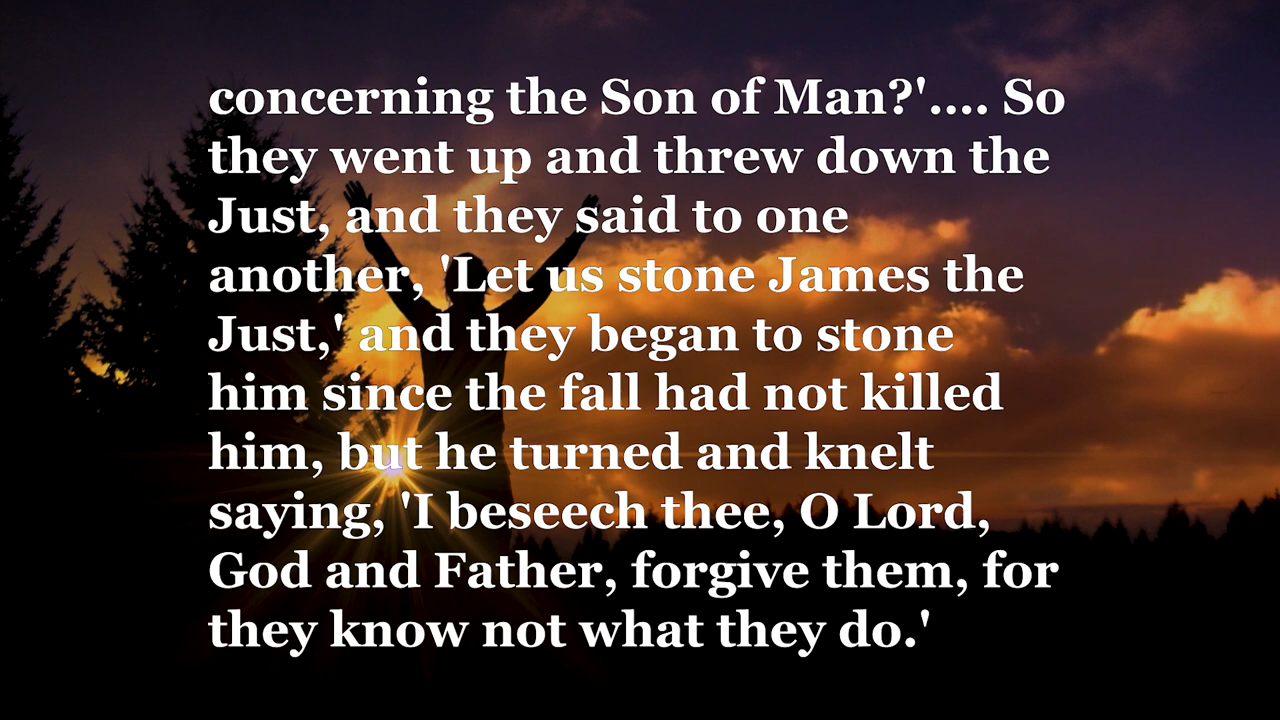 concerning the Son of Man?'.... So
they went up and threw down the
Just, and they said to one
another, 'Let us stone James the
Just,' and they began to stone
him since the fall had not killed
him, but he turned and knelt
saying, 'I beseech thee, O Lord,
God and Father, forgive them, for
they know not what they do.'